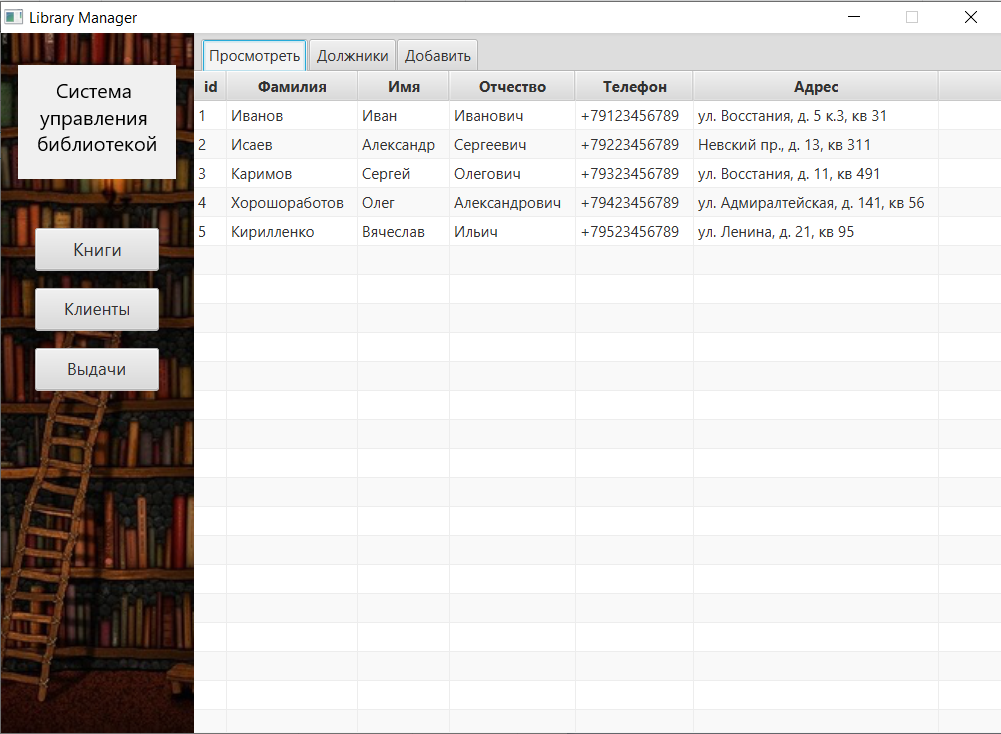 Library Manager
Система
управления
библиотекой
Книги
Клиенты
Выдачи
Просмотреть Должники Добавить
id Фамилия Имя Отчество Телефон Адрес
1 Иванов Иван Иванович +79123456789 ул. Восстания, д. 5 к.3, кв 31
2 Исаев Александр Сергеевич +79223456789 Невский пр., д. 13, кв 311
3 Каримов Сергей Олегович +79323456789 ул. Восстания, д. 11, кв 491
4 Хорошоработов Олег Александрович +79423456789 ул. Адмиралтейская, д. 141, кв 56
5 Кирилленко Вячеслав Ильич +79523456789 ул. Ленина, д. 21, кв 95